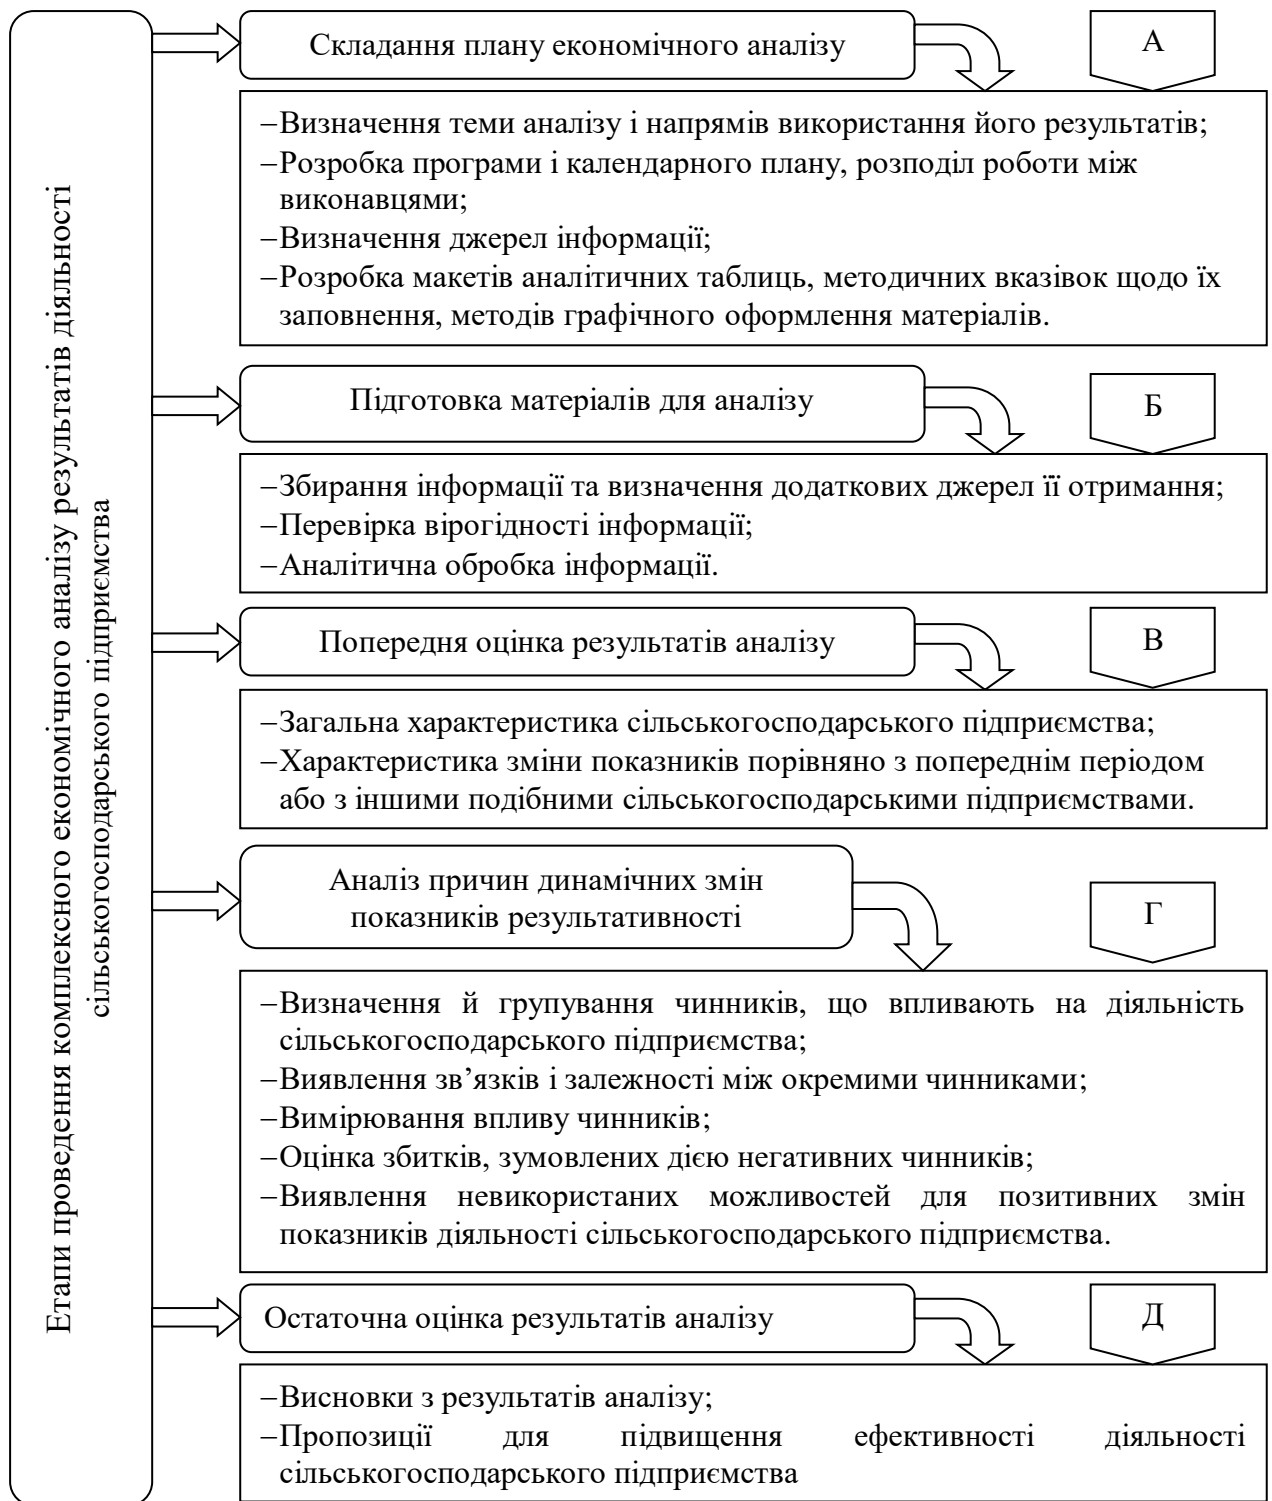 Етапи проведення комплексного економічного аналізу результатів діяльності
сільськогосподарського підприємства
Складання плану економічного аналізу
А
–Визначення теми аналізу і напрямів використання його результатів;
–Розробка програми і календарного плану, розподіл роботи між
виконавцями;
–Визначення джерел інформації;
–Розробка макетів аналітичних таблиць, методичних вказівок щодо їх
заповнення, методів графічного оформлення матеріалів.
Підготовка матеріалів для аналізу
Б
–Збирання інформації та визначення додаткових джерел її отримання;
–Перевірка вірогідності інформації;
–Аналітична обробка інформації.
Попередня оцінка результатів аналізу
В
–Загальна характеристика сільськогосподарського підприємства;
–Характеристика зміни показників порівняно з попереднім періодом
або з іншими подібними сільськогосподарськими підприємствами.
Аналіз причин динамічних змін
показників результативності
Г
–Визначення й групування чинників, що впливають на діяльність
сільськогосподарського підприємства;
–Виявлення зв’язків і залежності між окремими чинниками;
–Вимірювання впливу чинників;
–Оцінка збитків, зумовлених дією негативних чинників;
–Виявлення невикористаних можливостей для позитивних змін
показників діяльності сільськогосподарського підприємства.
Остаточна оцінка результатів аналізу
Д
–Висновки з результатів аналізу;
–Пропозиції для підвищення ефективності діяльності
сільськогосподарського підприємства